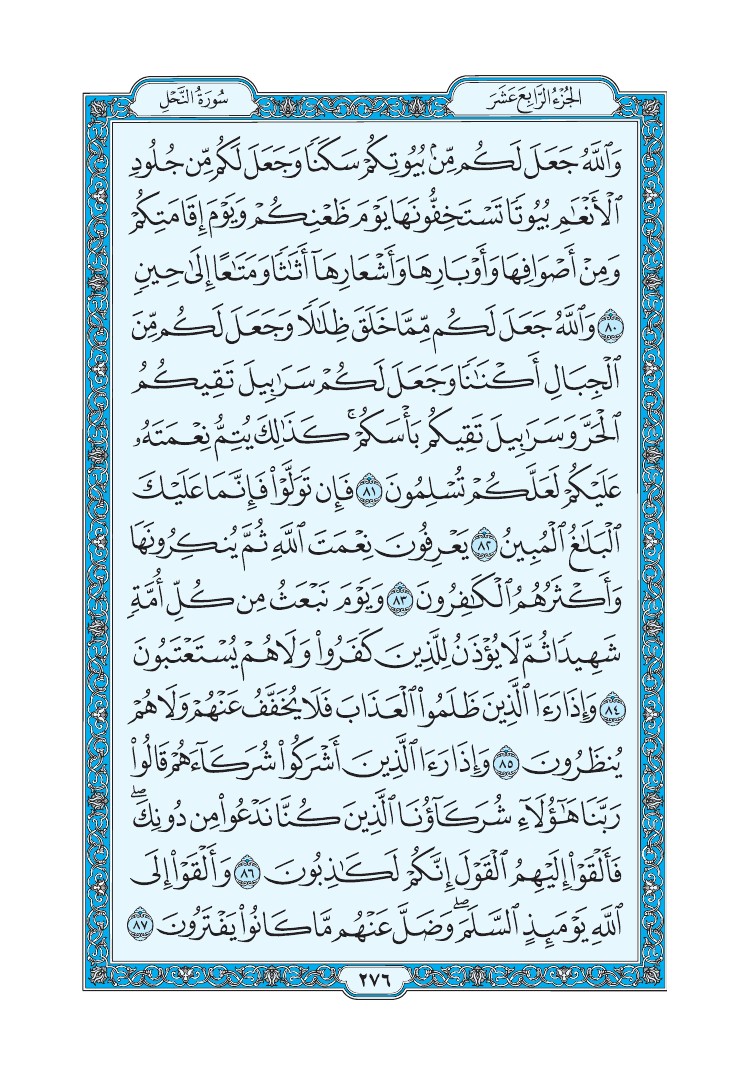 الجُزْءُ الرَّابِعَ عَشَرَ
سُورَةُ النَّحْلِ
وَٱللَّهُ جَعَلَ لَكُم مِّنۢ بُيُوتِكُمْ سَكَنًا وَجَعَلَ لَكُم مِّن جُلُودِ
ٱلْأَنْعَٰمِ بُيُوتًا تَسْتَخِفُّونَهَا يَوْمَ ظَعْنِكُمْ وَيَوْمَ إِقَامَتِكُمْ
وَمِنْ أَصْوَافِهَا وَأَوْبَارِهَا وَأَشْعَارِهَآ أَثَٰثًا وَمَتَٰعًا إِلَىٰ حِينٍ
٨٠ وَٱللَّهُ جَعَلَ لَكُم مِّمَّا خَلَقَ ظِلَٰلًا وَجَعَلَ لَكُم مِّنَ
ٱلْجِبَالِ أَكْنَٰنًا وَجَعَلَ لَكُمْ سَرَٰبِيلَ تَقِيكُمُ
ٱلْحَرَّ وَسَرَٰبِيلَ تَقِيكُم بَأْسَكُمْ ۚ كَذَٰلِكَ يُتِمُّ نِعْمَتَهُۥ
عَلَيْكُمْ لَعَلَّكُمْ تُسْلِمُونَ ٨١ فَإِن تَوَلَّوْا۟ فَإِنَّمَا عَلَيْكَ
ٱلْبَلَٰغُ ٱلْمُبِينُ ٨٢ يَعْرِفُونَ نِعْمَتَ ٱللَّهِ ثُمَّ يُنكِرُونَهَا
وَأَكْثَرُهُمُ ٱلْكَٰفِرُونَ ٨٣ وَيَوْمَ نَبْعَثُ مِن كُلِّ أُمَّةٍ
شَهِيدًا ثُمَّ لَا يُؤْذَنُ لِلَّذِينَ كَفَرُوا۟ وَلَا هُمْ يُسْتَعْتَبُونَ
٨٤ وَإِذَا رَءَا ٱلَّذِينَ ظَلَمُوا۟ ٱلْعَذَابَ فَلَا يُخَفَّفُ عَنْهُمْ وَلَا هُمْ
يُنظَرُونَ ٨٥ وَإِذَا رَءَا ٱلَّذِينَ أَشْرَكُوا۟ شُرَكَآءَهُمْ قَالُوا۟
رَبَّنَا هَٰٓؤُلَآءِ شُرَكَآؤُنَا ٱلَّذِينَ كُنَّا نَدْعُوا۟ مِن دُونِكَ ۖ
فَأَلْقَوْا۟ إِلَيْهِمُ ٱلْقَوْلَ إِنَّكُمْ لَكَٰذِبُونَ ٨٦ وَأَلْقَوْا۟ إِلَى
ٱللَّهِ يَوْمَئِذٍ ٱلسَّلَمَ ۖ وَضَلَّ عَنْهُم مَّا كَانُوا۟ يَفْتَرُونَ ٨٧
٢٧٦